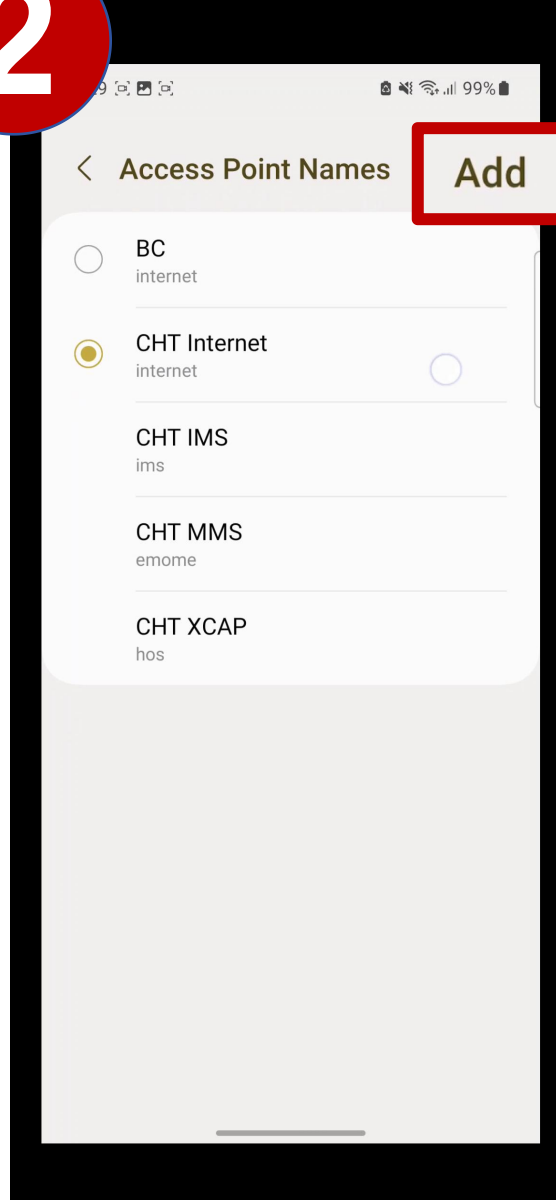 2
9 99%
Access Point Names Add
BC
internet
CHT Internet
internet
CHT IMS
ims
CHT MMS
emome
CHT XCAP
hos